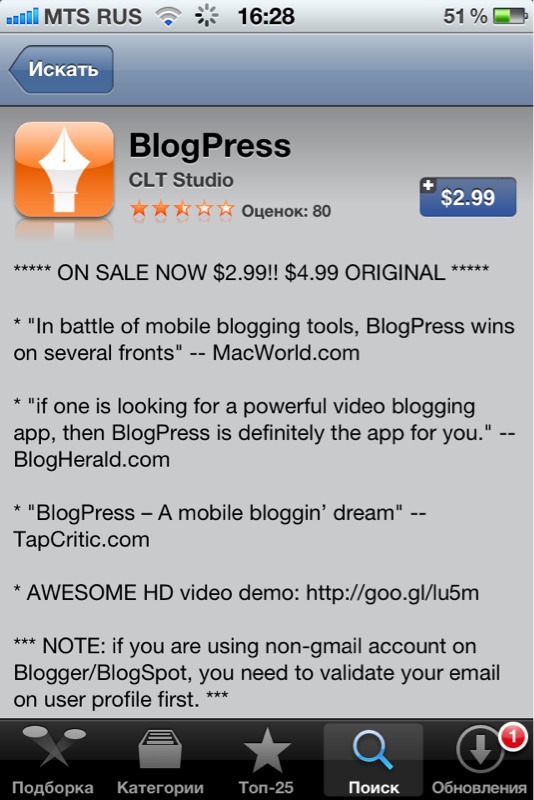 MTS RUS 16:28 51 %
Искать
BlogPress
CLT Studio
Оценок: 80
$2.99
***** ON SALE NOW $2.99!! $4.99 ORIGINAL *****
* "In battle of mobile blogging tools, BlogPress wins
on several fronts" -- MacWorld.com
* "if one is looking for a powerful video blogging
app, then BlogPress is definitely the app for you." --
BlogHerald.com
* "BlogPress – A mobile bloggin’ dream" --
TapCritic.com
* AWESOME HD video demo: http://goo.gl/lu5m
*** NOTE: if you are using non-gmail account on
Blogger/BlogSpot, you need to validate your email
on user profile first. ***
1
Подборка Категории Топ-25 Поиск Обновления